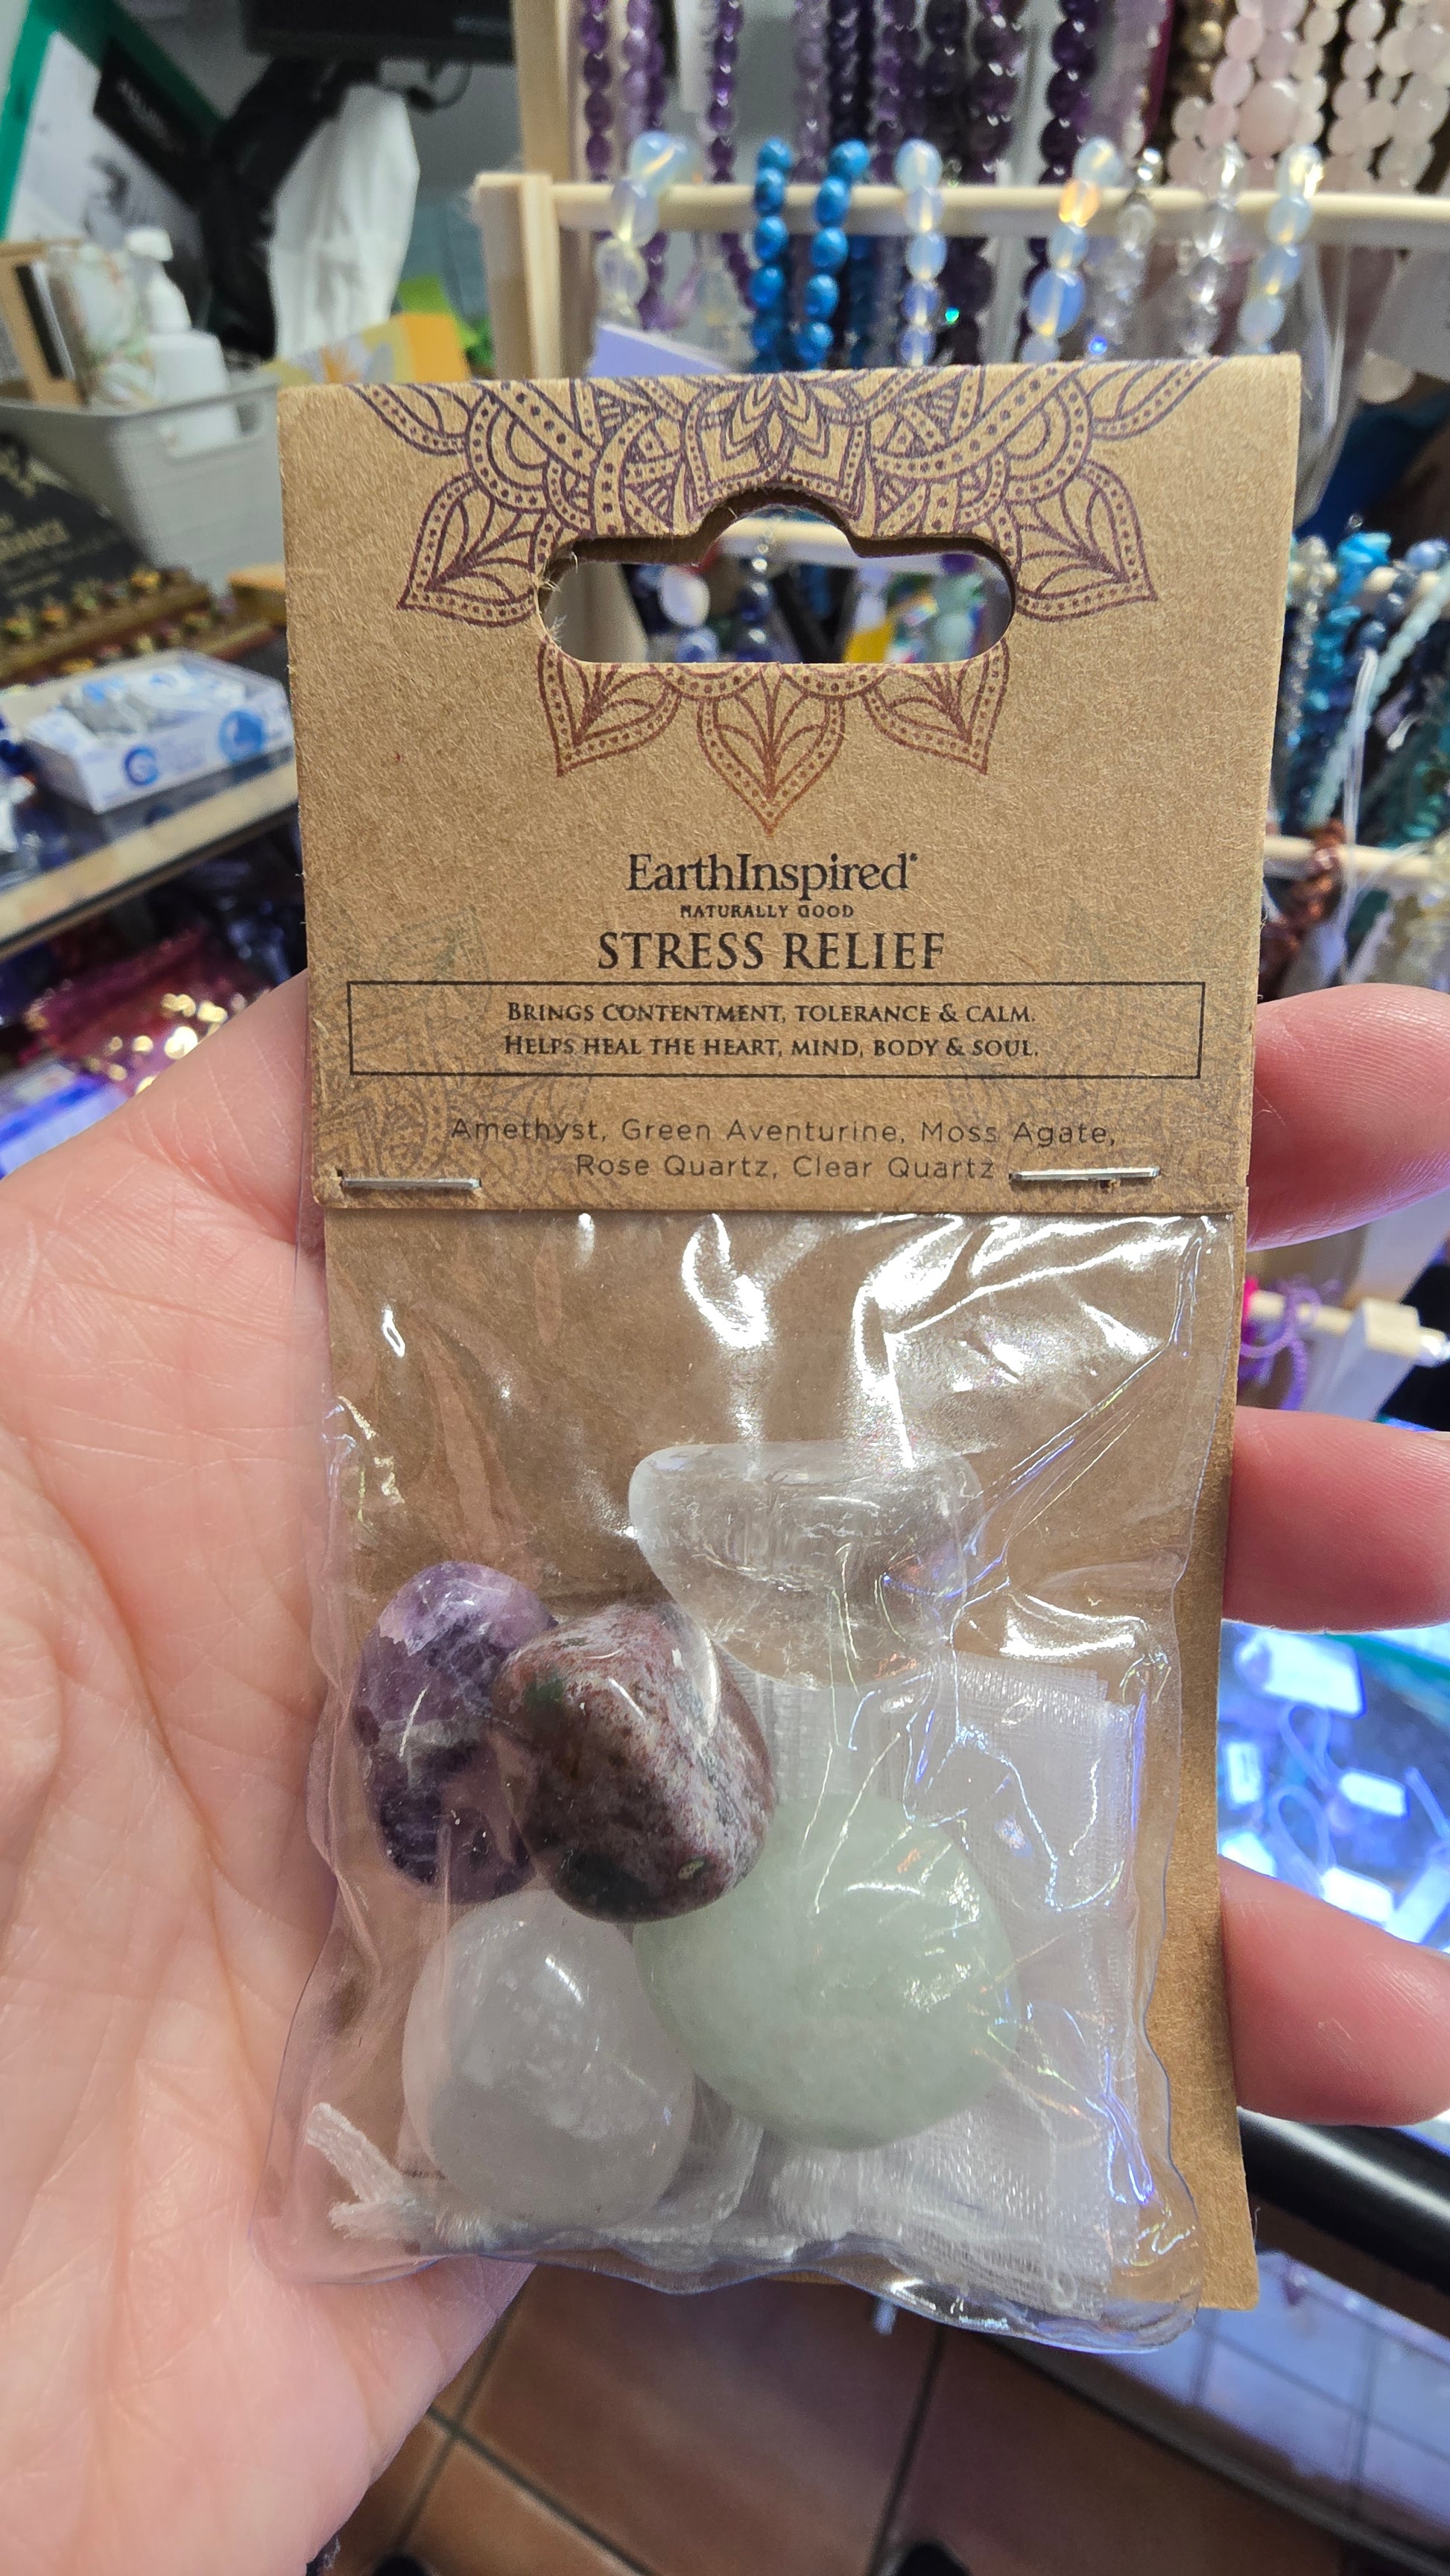 EarthInspired
NATURALLY GOOD
STRESS RELIEF
BRINGS CONTENTMENT, TOLERANCE & CALM.
HELPS HEAL THE HEART, MIND, BODY & SOUL.
Amethyst, Green Aventurine, Moss Agate,
Rose Quartz, Clear Quartz